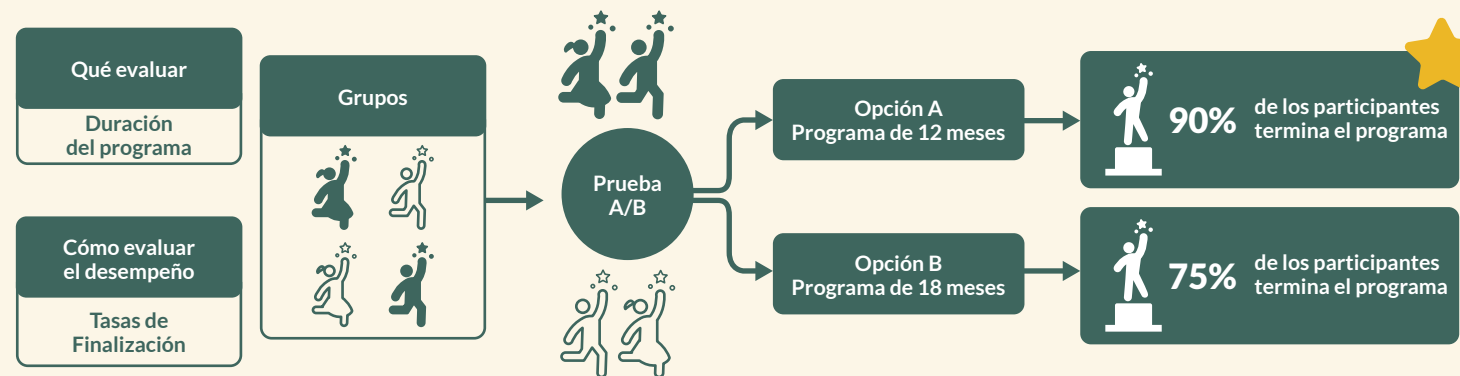 Qué evaluar
Duración
del programa
Cómo evaluar
el desempeño
Tasas de
Finalización
Grupos
Prueba
A/B
Opción A
Programa de 12 meses
90%
de los participantes
termina el programa
Opción B
Programa de 18 meses
75%
de los participantes
termina el programa